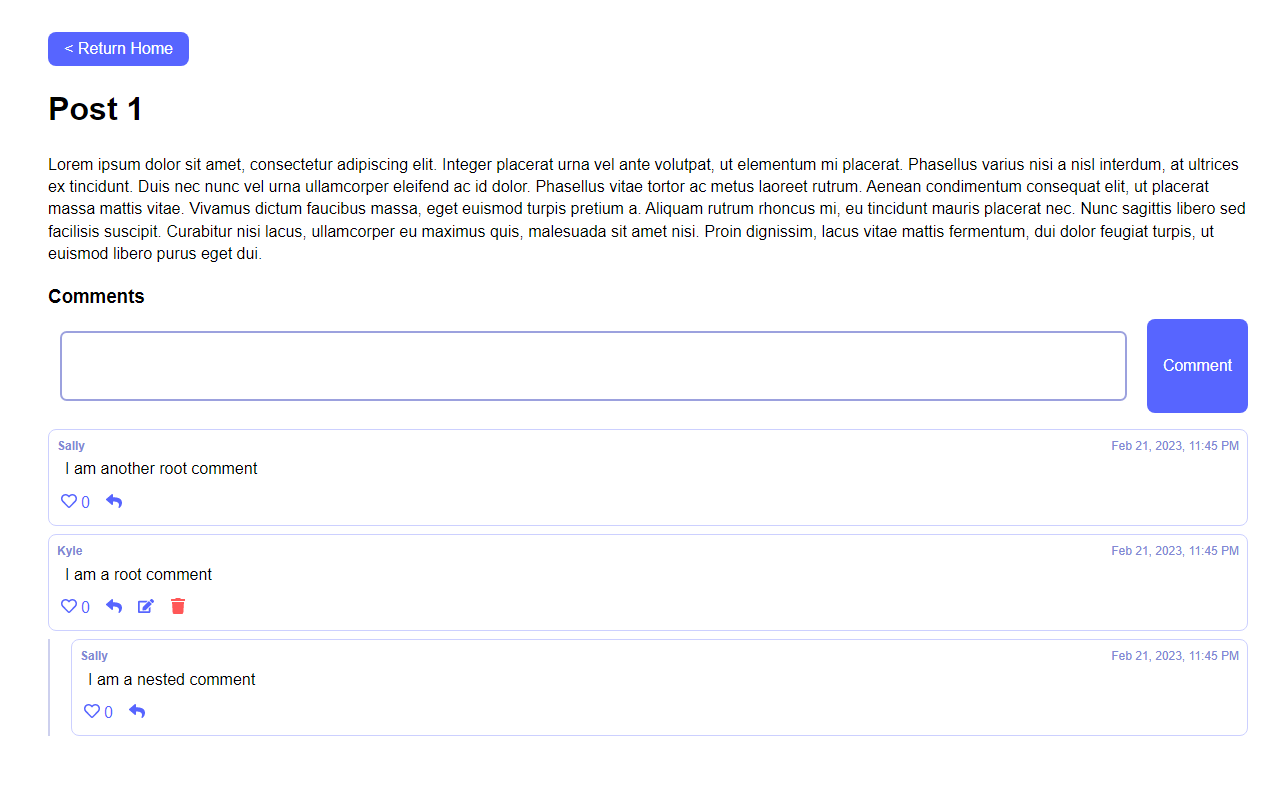 < Return Home
Post 1
Lorem ipsum dolor sit amet, consectetur adipiscing elit. Integer placerat urna vel ante volutpat, ut elementum mi placerat. Phasellus varius nisi a nisl interdum, at ultrices
ex tincidunt. Duis nec nunc vel urna ullamcorper eleifend ac id dolor. Phasellus vitae tortor ac metus laoreet rutrum. Aenean condimentum consequat elit, ut placerat
massa mattis vitae. Vivamus dictum faucibus massa, eget euismod turpis pretium a. Aliquam rutrum rhoncus mi, eu tincidunt mauris placerat nec. Nunc sagittis libero sed
facilisis suscipit. Curabitur nisi lacus, ullamcorper eu maximus quis, malesuada sit amet nisi. Proin dignissim, lacus vitae mattis fermentum, dui dolor feugiat turpis, ut
euismod libero purus eget dui.
Comments
Comment
Sally Feb 21, 2023, 11:45 PM
I am another root comment
0
Kyle Feb 21, 2023, 11:45 PM
I am a root comment
0
Sally Feb 21, 2023, 11:45 PM
I am a nested comment
0